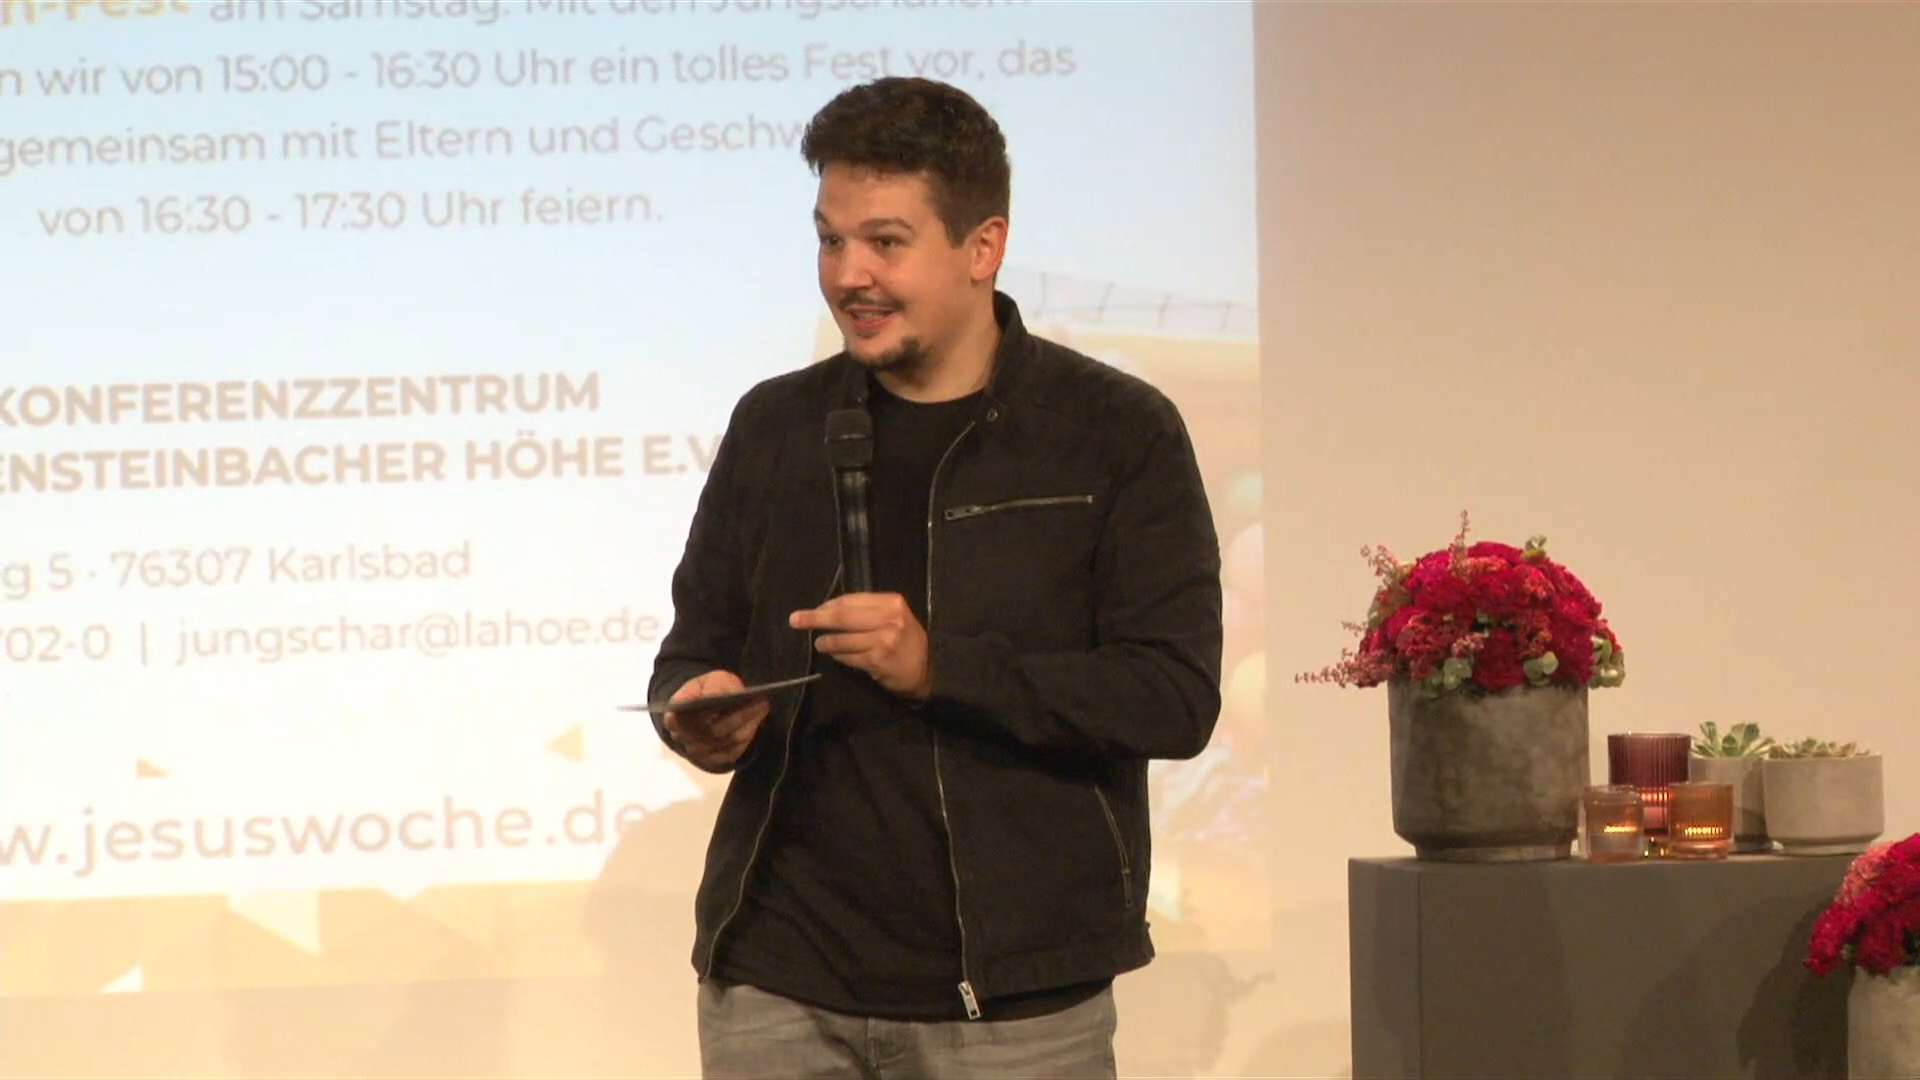 am Samstag. Mit den Jungscharlern
wir von 15:00 - 16:30 Uhr ein tolles Fest vor, das
gemeinsam mit Eltern und
von 16:30 - 17:30 Uhr feiern.
KONFERENZZENTRUM
ENSTEINBACHER HÖHE E.V
g 5 · 76307 Karlsbad
702-0 | jungschar@lahoe.de
w.jesuswoche.de